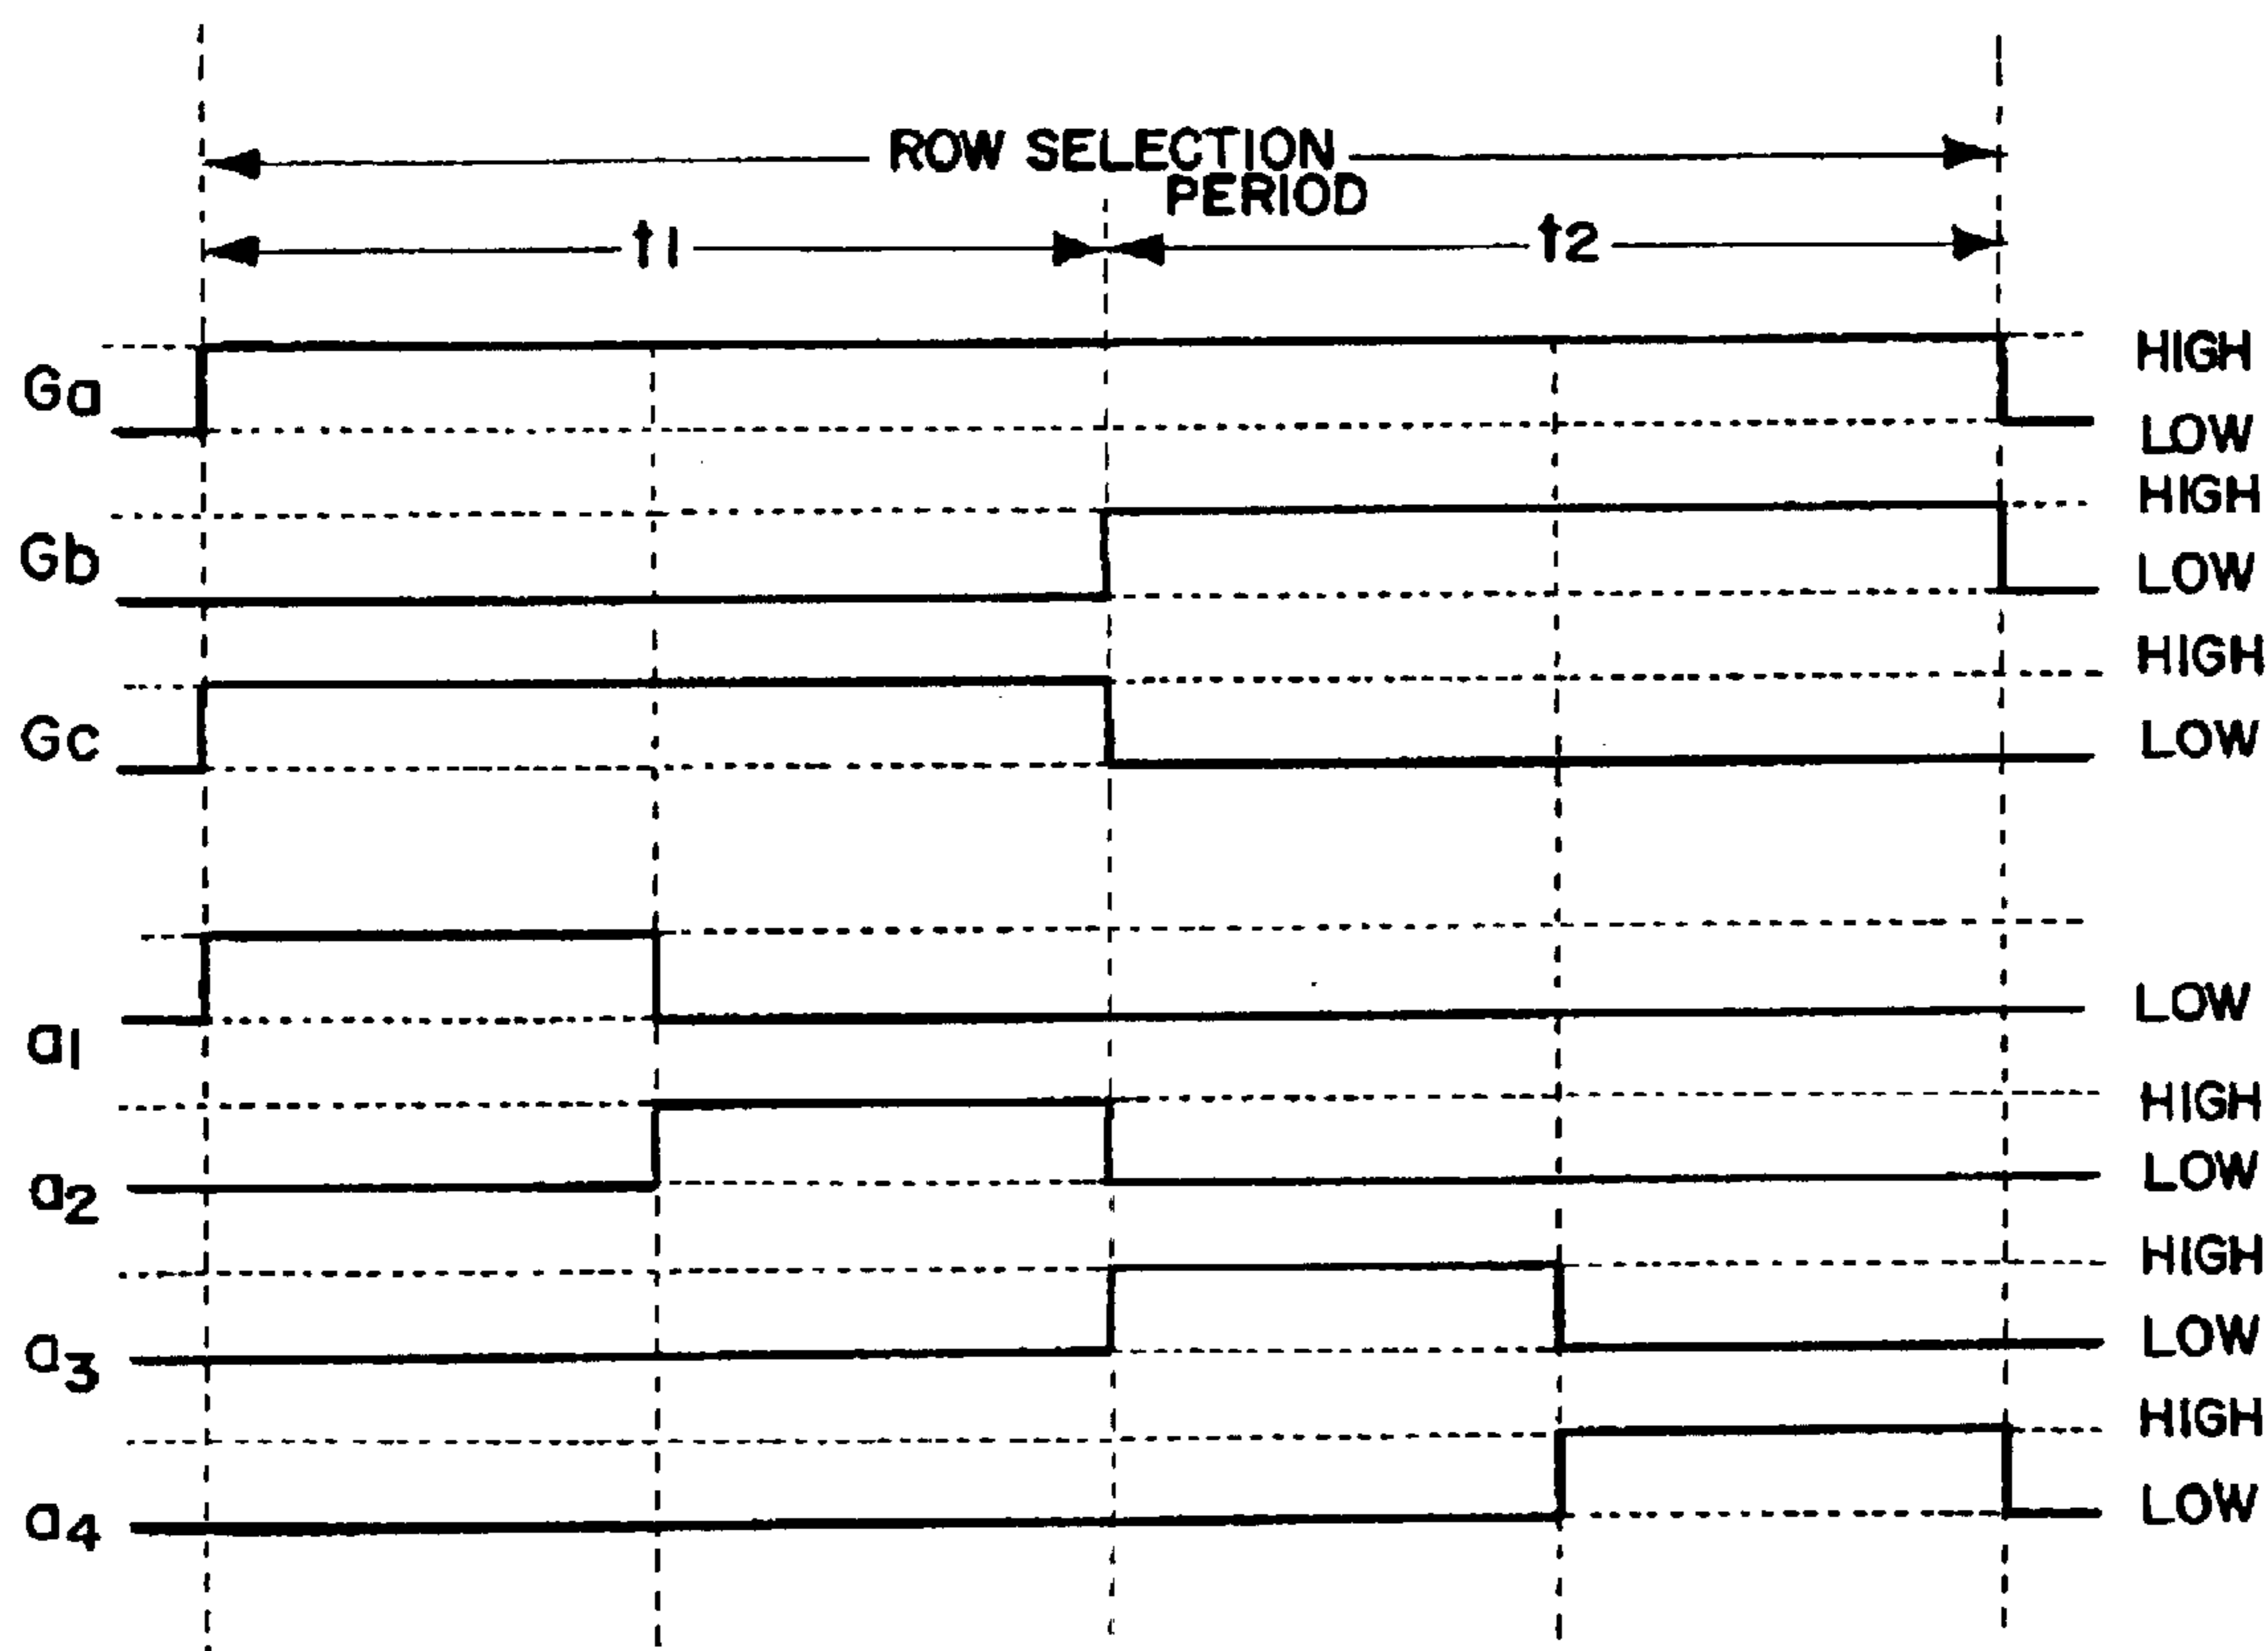 ROW SELECTION
PERIOD
t1 t2
Ga HIGH
LOW
Gb HIGH
LOW
Gc HIGH
LOW
a1 LOW
a2 HIGH
LOW
a3 HIGH
LOW
a4 HIGH
LOW